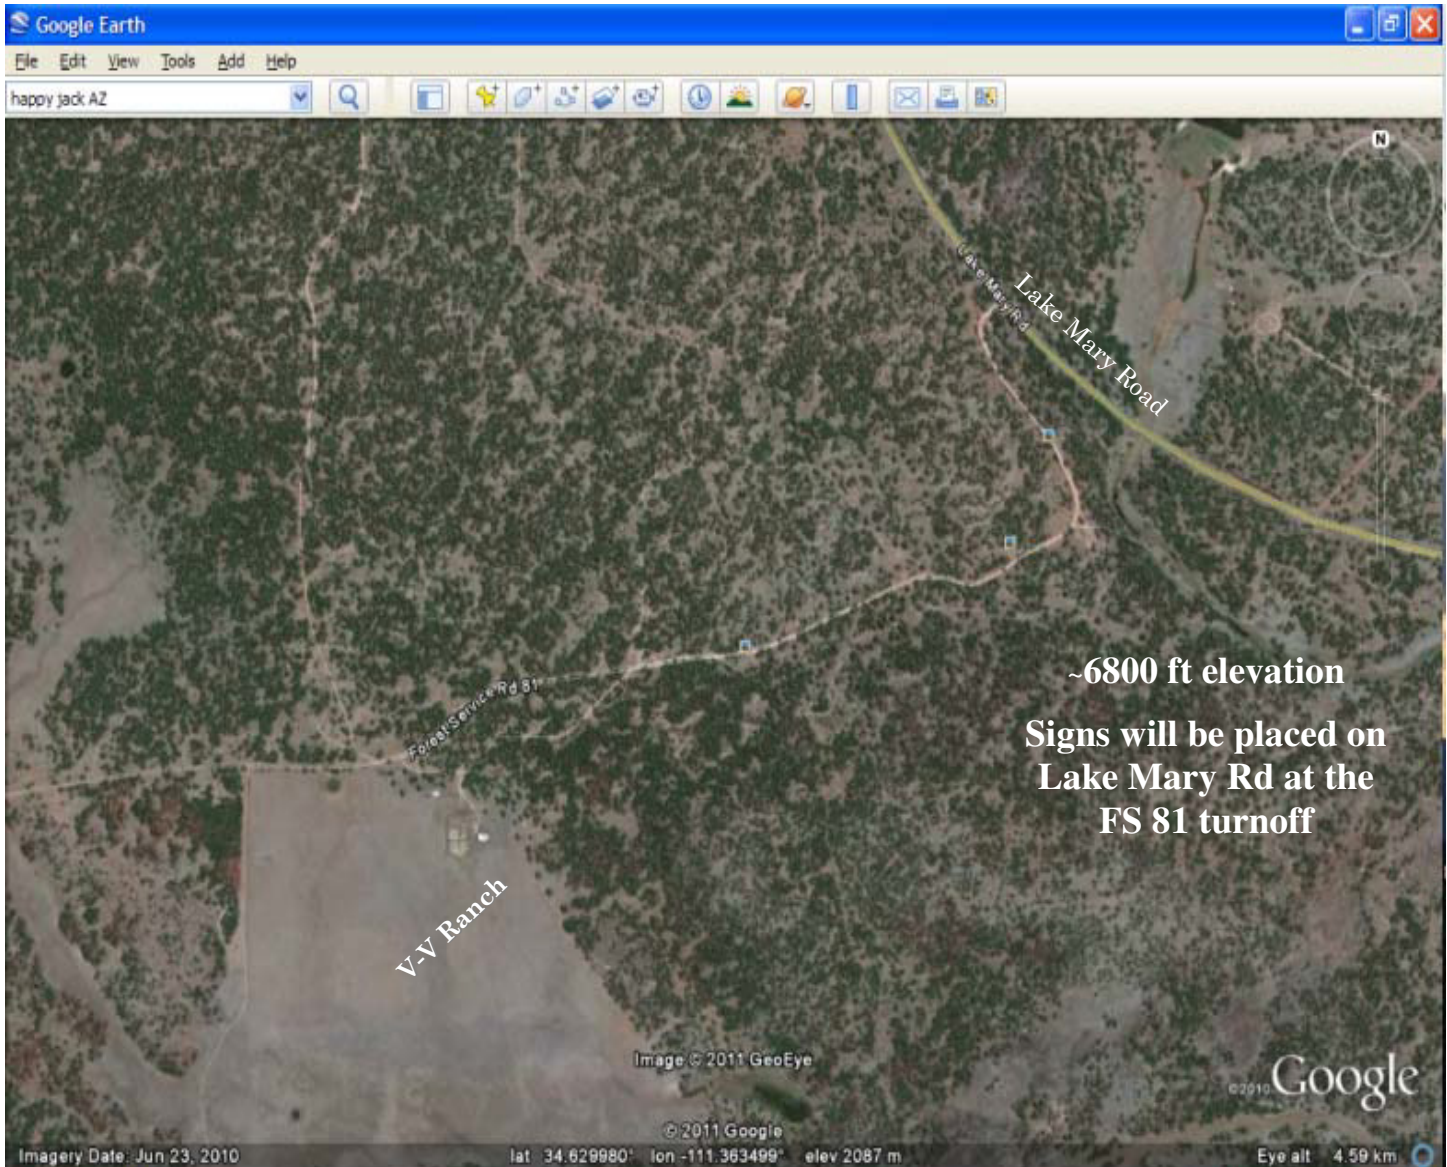 Google Earth
File Edit View Tools Add Help
happy jack AZ
N
Lake Mary Rd
Lake Mary Road
~6800 ft elevation
Forest Service Rd 81
Signs will be placed on
Lake Mary Rd at the
FS 81 turnoff
V-V Ranch
Image © 2011 GeoEye
©2010 Google
© 2011 Google
Imagery Date: Jun 23, 2010 lat 34.629980° lon -111.363499° elev 2087 m Eye alt 4.59 km